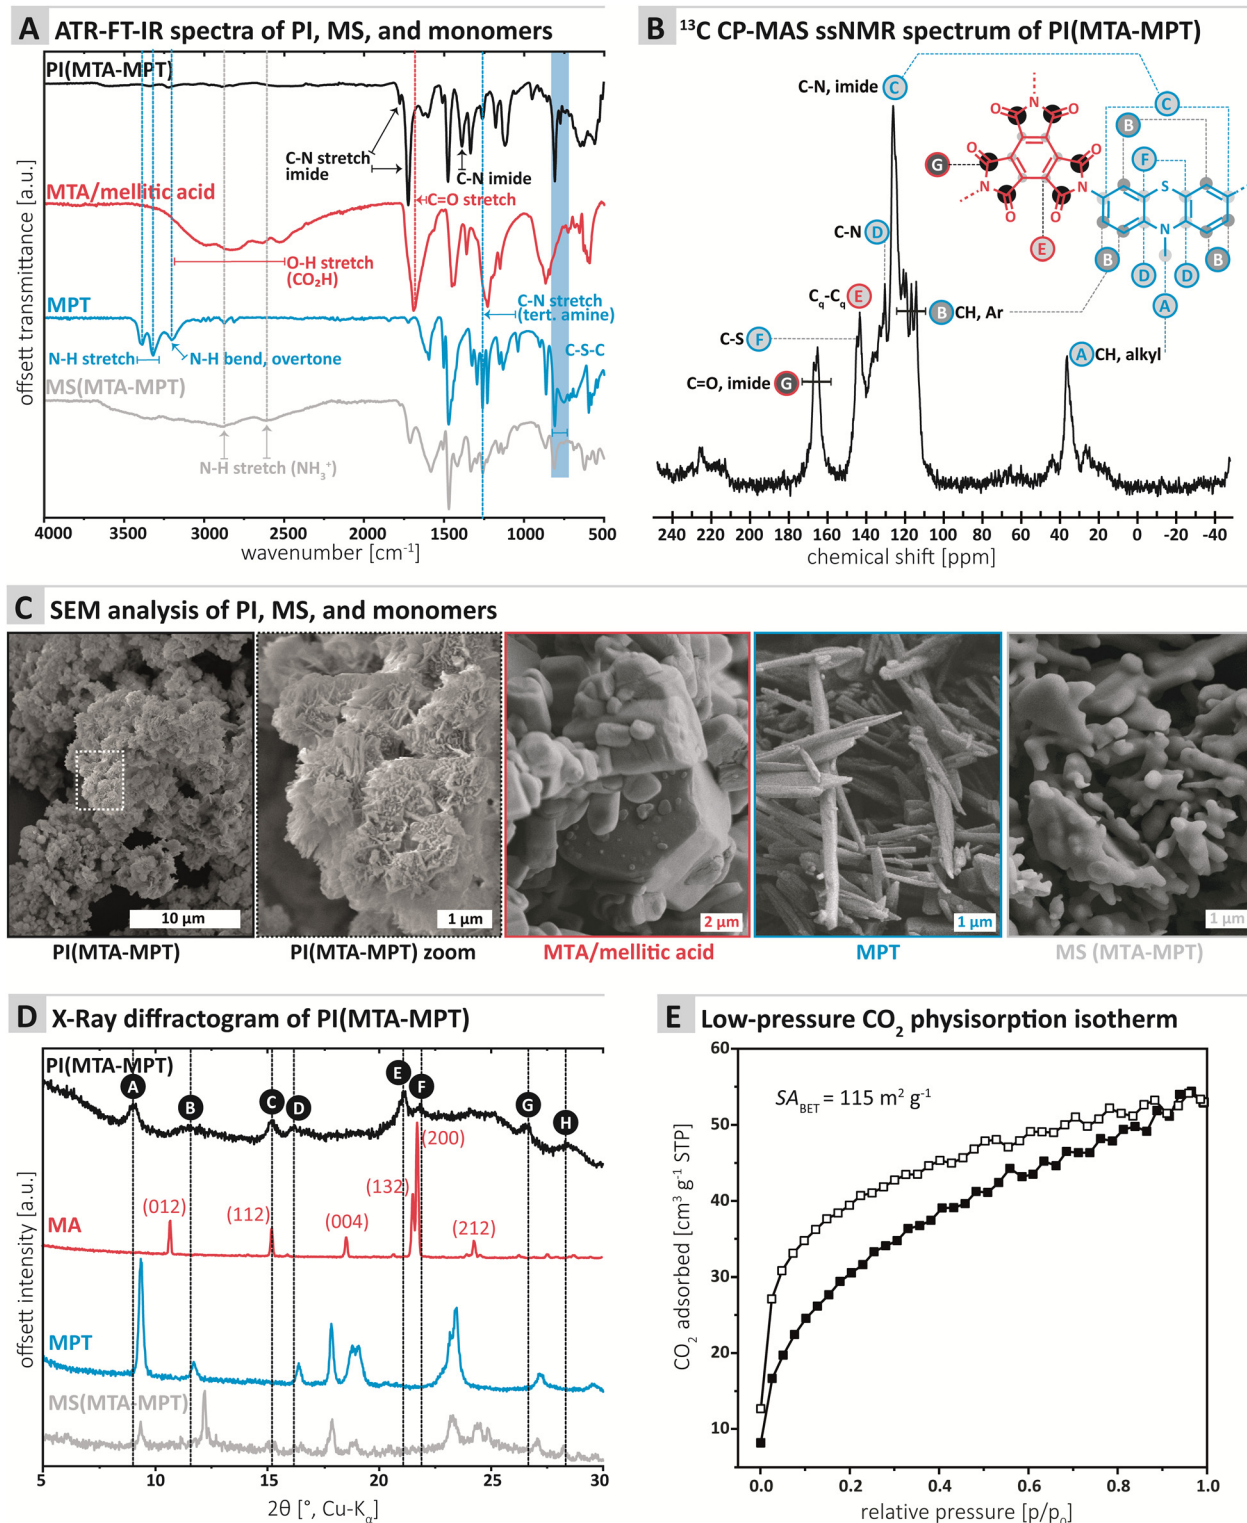 A ATR-FT-IR spectra of PI, MS, and monomers
PI(MTA-MPT)
C-N stretch
imide
C-N imide
MTA/mellitic acid
C=O stretch
O-H stretch
(CO₂H)
MPT
C-N stretch
(tert. amine)
N-H stretch
N-H bend, overtone
C-S-C
MS(MTA-MPT)
N-H stretch (NH₃⁺)
offsett transmittance [a.u.]
4000 3500 3000 2500 2000 1500 1000 500
wavenumber [cm⁻¹]
B ¹³C CP-MAS ssNMR spectrum of PI(MTA-MPT)
C-N, imide C
C-N D
C_q-C_q E
C-S F
C=O, imide G
B CH, Ar
A CH, alkyl
O N O
O O
N N
O O
S
N
G
E
C
B
F
B
D
D
B
A
240 220 200 180 160 140 120 100 80 60 40 20 0 -20 -40
chemical shift [ppm]
C SEM analysis of PI, MS, and monomers
10 μm
1 μm
2 μm
1 μm
1 μm
PI(MTA-MPT)
PI(MTA-MPT) zoom
MTA/mellitic acid
MPT
MS (MTA-MPT)
D X-Ray diffractogram of PI(MTA-MPT)
PI(MTA-MPT)
A B C D E F G H
MA
(012) (112) (004) (132) (200) (212)
MPT
MS(MTA-MPT)
offsett intensity [a.u.]
5 10 15 20 25 30
2θ [°, Cu-Kα]
E Low-pressure CO₂ physisorption isotherm
SA_BET = 115 m² g⁻¹
CO₂ adsorbed [cm³ g⁻¹ STP]
60
50
40
30
20
10
0.0 0.2 0.4 0.6 0.8 1.0
relative pressure [p/p₀]